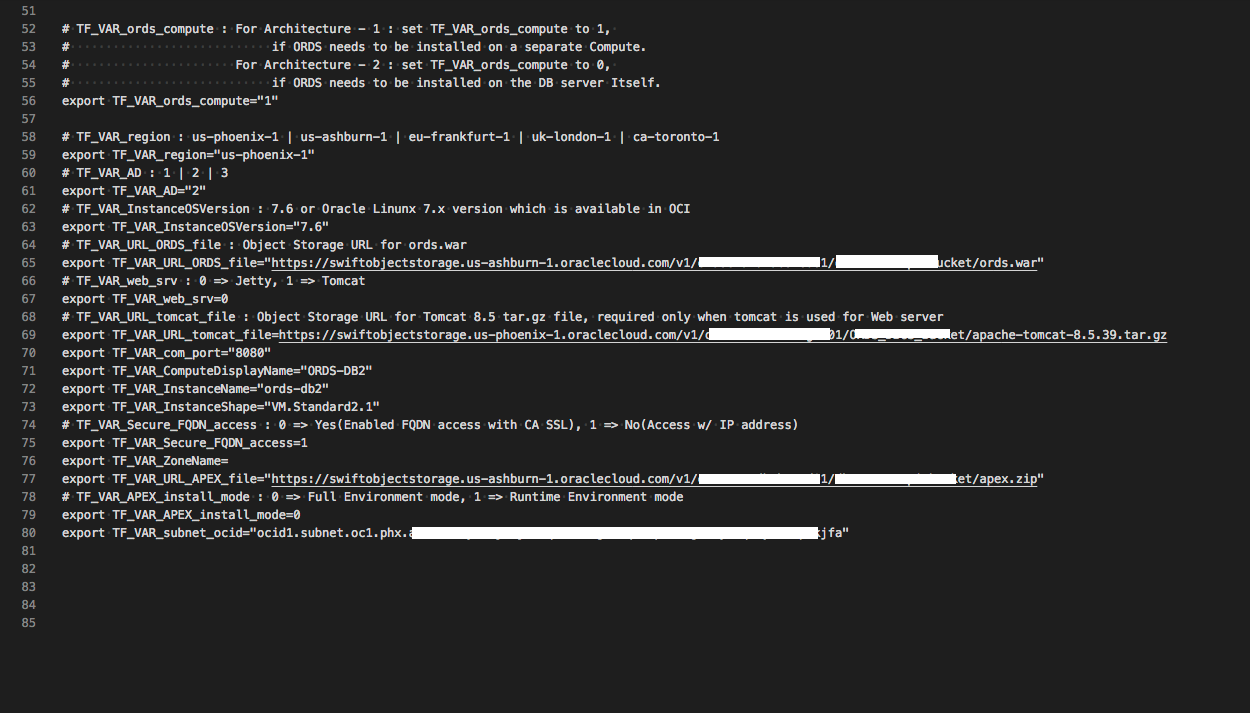 51
52 # TF_VAR_ords_compute : For Architecture - 1 : set TF_VAR_ords_compute to 1,
53 # if ORDS needs to be installed on a separate Compute.
54 # For Architecture - 2 : set TF_VAR_ords_compute to 0,
55 # if ORDS needs to be installed on the DB server Itself.
56 export TF_VAR_ords_compute="1"
57
58 # TF_VAR_region : us-phoenix-1 | us-ashburn-1 | eu-frankfurt-1 | uk-london-1 | ca-toronto-1
59 export TF_VAR_region="us-phoenix-1"
60 # TF_VAR_AD : 1 | 2 | 3
61 export TF_VAR_AD="2"
62 # TF_VAR_InstanceOSVersion : 7.6 or Oracle Linunx 7.x version which is available in OCI
63 export TF_VAR_InstanceOSVersion="7.6"
64 # TF_VAR_URL_ORDS_file : Object Storage URL for ords.war
65 export TF_VAR_URL_ORDS_file="https://swiftobjectstorage.us-ashburn-1.oraclecloud.com/v1/ 1/ ucket/ords.war"
66 # TF_VAR_web_srv : 0 => Jetty, 1 => Tomcat
67 export TF_VAR_web_srv=0
68 # TF_VAR_URL_tomcat_file : Object Storage URL for Tomcat 8.5 tar.gz file, required only when tomcat is used for Web server
69 export TF_VAR_URL_tomcat_file=https://swiftobjectstorage.us-phoenix-1.oraclecloud.com/v1/ 01/ et/apache-tomcat-8.5.39.tar.gz
70 export TF_VAR_com_port="8080"
71 export TF_VAR_ComputeDisplayName="ORDS-DB2"
72 export TF_VAR_InstanceName="ords-db2"
73 export TF_VAR_InstanceShape="VM.Standard2.1"
74 # TF_VAR_Secure_FQDN_access : 0 => Yes(Enabled FQDN access with CA SSL), 1 => No(Access w/ IP address)
75 export TF_VAR_Secure_FQDN_access=1
76 export TF_VAR_ZoneName=
77 export TF_VAR_URL_APEX_file="https://swiftobjectstorage.us-ashburn-1.oraclecloud.com/v1/ 1/ et/apex.zip"
78 # TF_VAR_APEX_install_mode : 0 => Full Environment mode, 1 => Runtime Environment mode
79 export TF_VAR_APEX_install_mode=0
80 export TF_VAR_subnet_ocid="ocid1.subnet.oc1.phx. jfa"
81
82
83
84
85